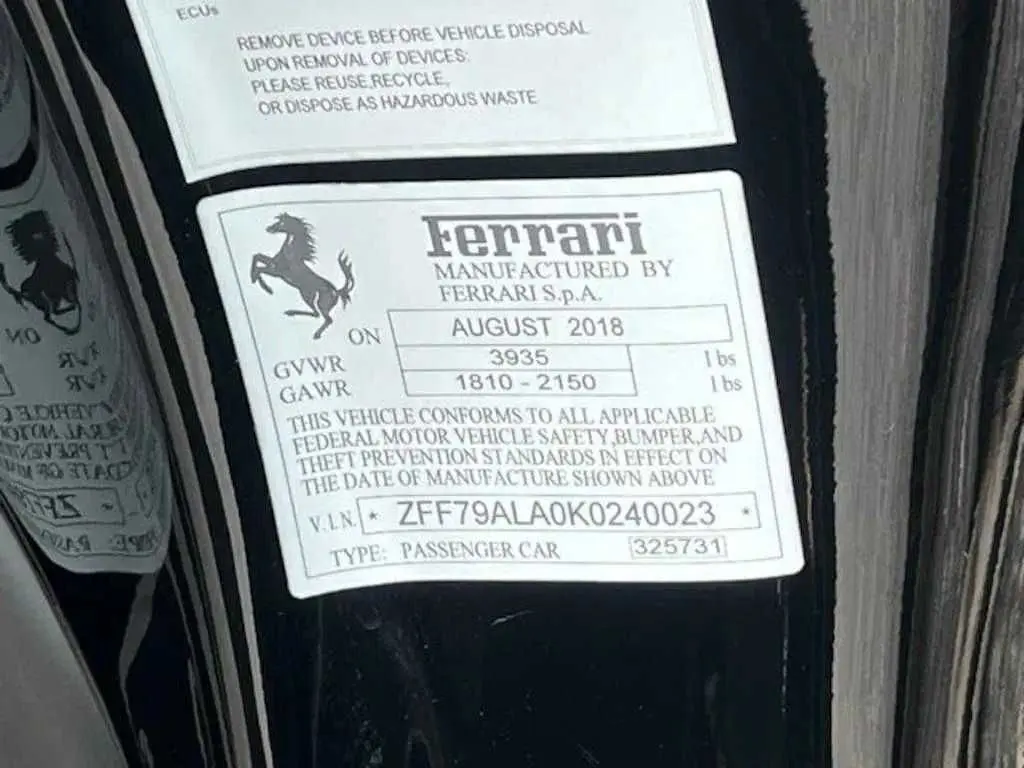 ECUs
REMOVE DEVICE BEFORE VEHICLE DISPOSAL
UPON REMOVAL OF DEVICES:
PLEASE REUSE,RECYCLE,
OR DISPOSE AS HAZARDOUS WASTE
Ferrari
MANUFACTURED BY
FERRARI S.p.A.
ON AUGUST 2018
GVWR 3935 lbs
GAWR 1810 - 2150 lbs
THIS VEHICLE CONFORMS TO ALL APPLICABLE
FEDERAL MOTOR VEHICLE SAFETY,BUMPER,AND
THEFT PREVENTION STANDARDS IN EFFECT ON
THE DATE OF MANUFACTURE SHOWN ABOVE
V.I.N. * ZFF79ALA0K0240023 *
TYPE: PASSENGER CAR 325731